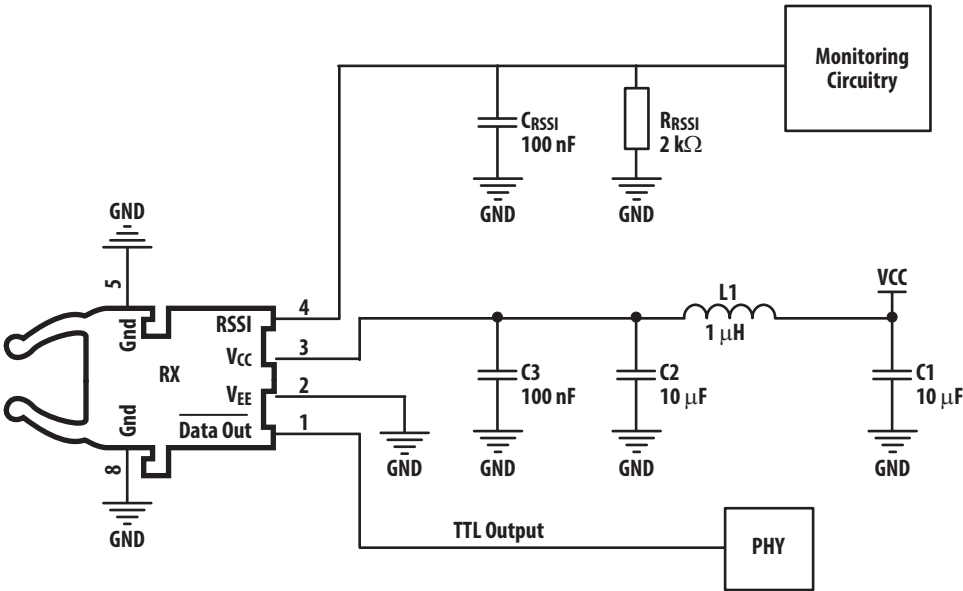 Monitoring
Circuitry
CRSSI
100 nF
RRSSI
2 kΩ
GND
GND
GND
5
Gnd
RSSI
4
VCC
3
RX
VEE
2
Gnd
Data Out
1
8
GND
GND
L1
1 μH
VCC
C3
100 nF
C2
10 μF
C1
10 μF
GND
GND
GND
TTL Output
PHY